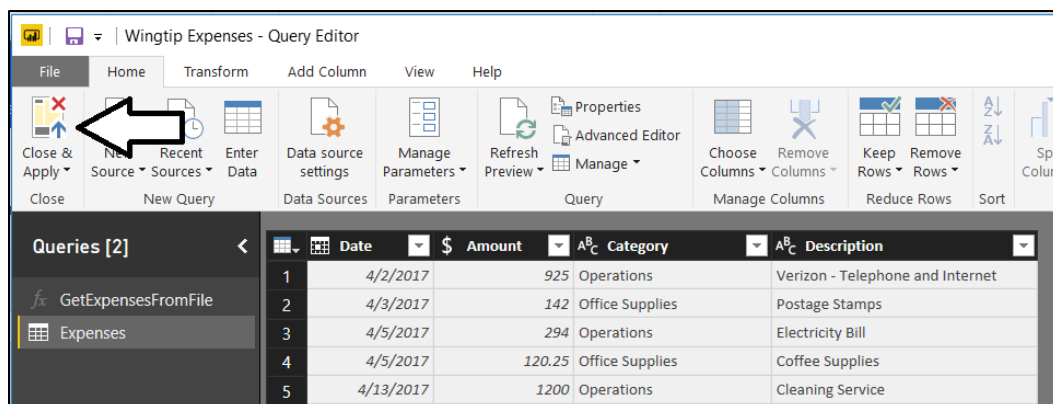 Wingtip Expenses - Query Editor
File Home Transform Add Column View Help
Close & Apply
New Source
Recent Sources
Enter Data
Data source settings
Manage Parameters
Refresh Preview
Properties
Advanced Editor
Manage
Choose Columns
Remove Columns
Keep Rows
Remove Rows
Close New Query Data Sources Parameters Query Manage Columns Reduce Rows Sort
Queries [2]
fx GetExpensesFromFile
Expenses
Date $ Amount ABC Category ABC Description
1 4/2/2017 925 Operations Verizon - Telephone and Internet
2 4/3/2017 142 Office Supplies Postage Stamps
3 4/5/2017 294 Operations Electricity Bill
4 4/5/2017 120.25 Office Supplies Coffee Supplies
5 4/13/2017 1200 Operations Cleaning Service